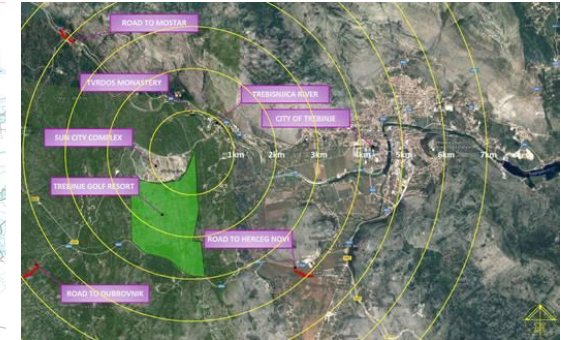 ROAD TO MOSTAR
TVRDOS MONASTERY
TREBISNJICA RIVER
CITY OF TREBINJE
SUN CITY COMPLEX
1km 2km 3km 4km 5km 6km 7km
TREBINJE GOLF RESORT
ROAD TO HERCEG NOVI
ROAD TO DUBROVNIK